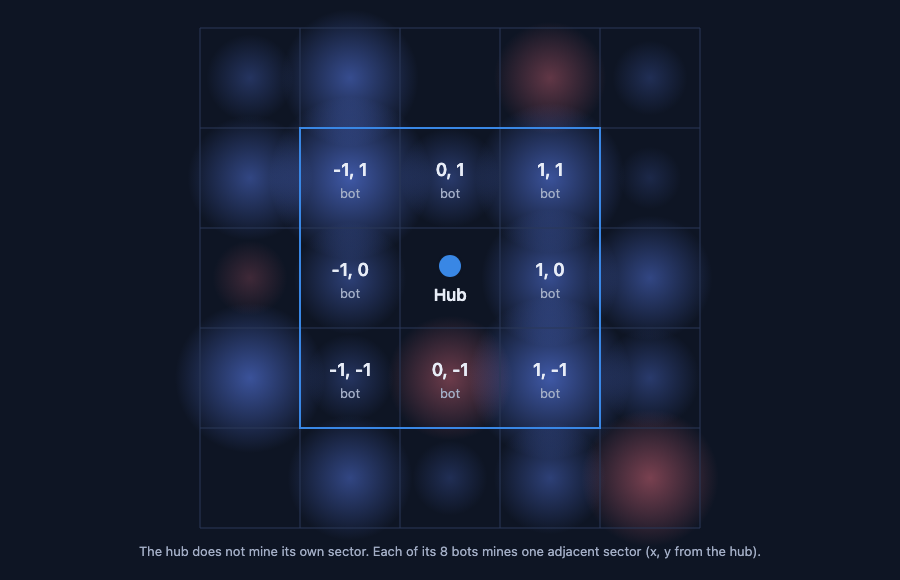 -1, 1
bot
0, 1
bot
1, 1
bot
-1, 0
bot
Hub
1, 0
bot
-1, -1
bot
0, -1
bot
1, -1
bot
The hub does not mine its own sector. Each of its 8 bots mines one adjacent sector (x, y from the hub).